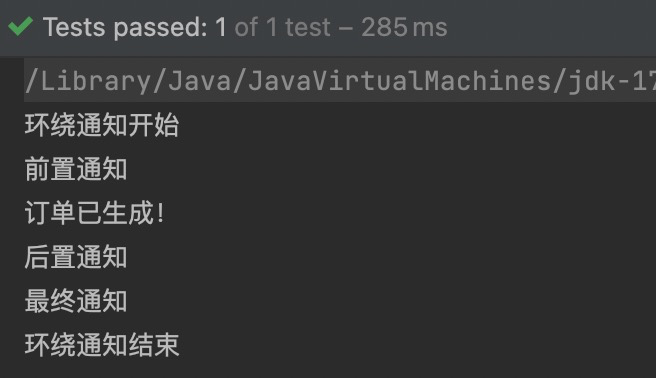 Tests passed: 1 of 1 test – 285 ms
/Library/Java/JavaVirtualMachines/jdk-17
环绕通知开始
前置通知
订单已生成!
后置通知
最终通知
环绕通知结束